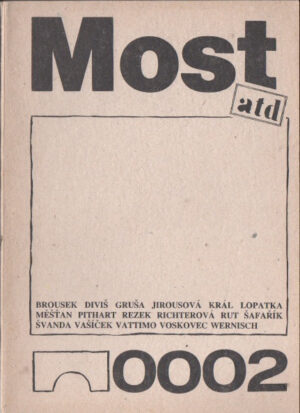 Most
atd
BROUSEK DIVIŠ GRUŠA JIROUSOVÁ KRÁL LOPATKA
MĚŠŤAN PITHART REZEK RICHTEROVÁ RUT ŠAFAŘÍK
ŠVANDA VAŠÍČEK VATTIMO VOSKOVEC WERNISCH
0002